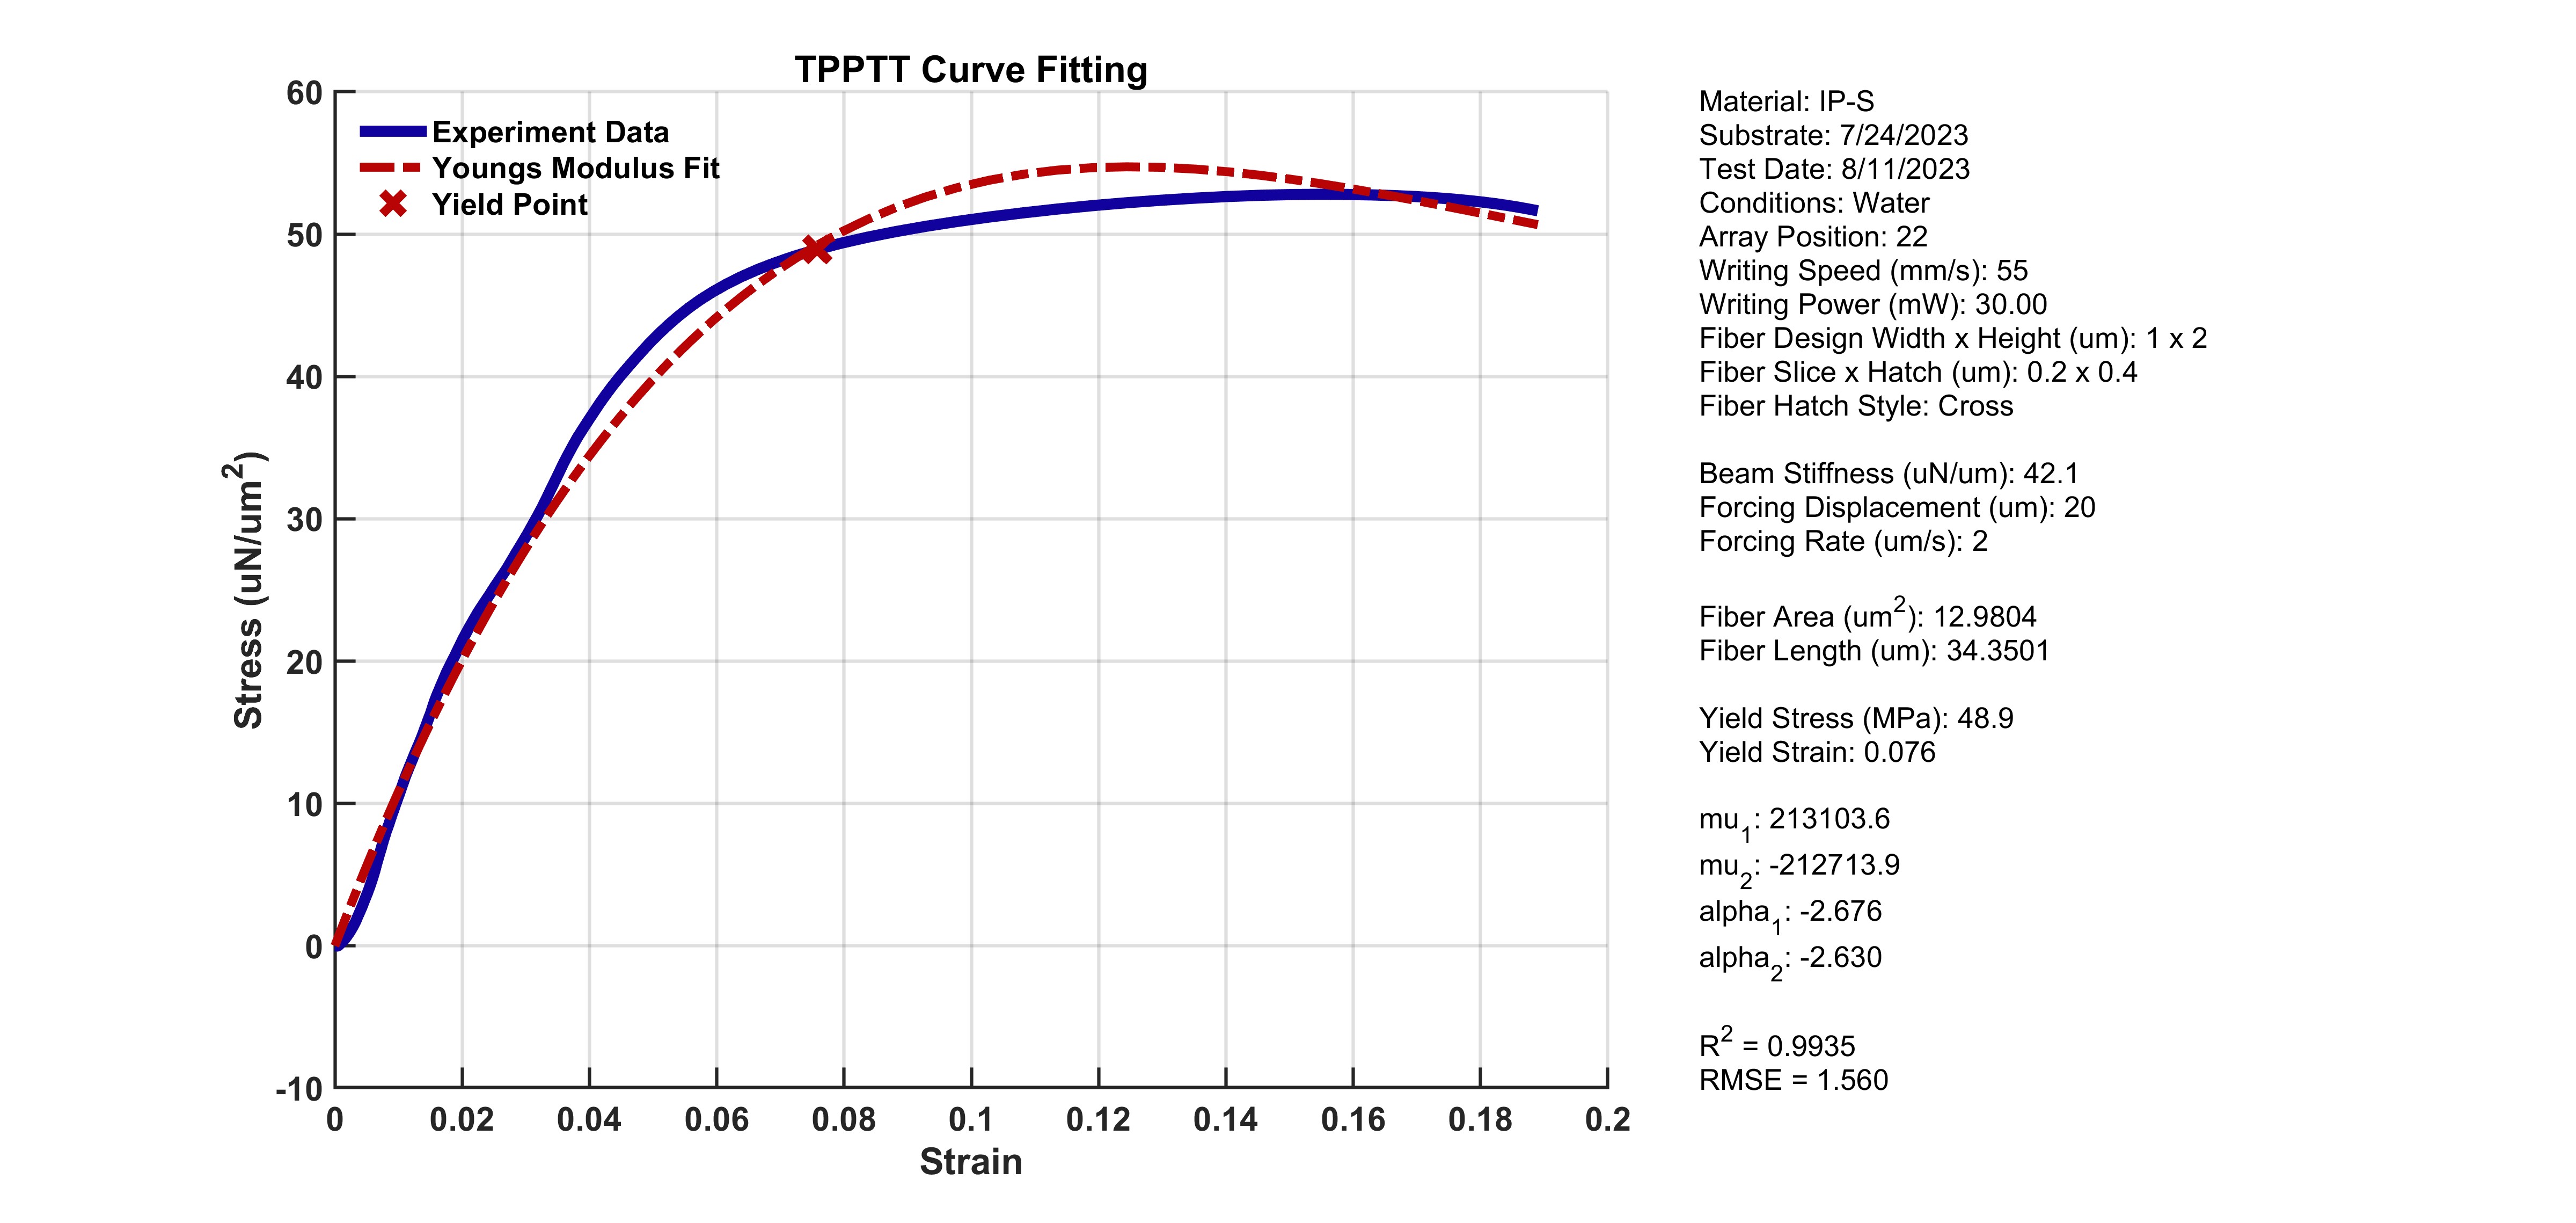 TPPTT Curve Fitting
60
50
40
30
20
10
0
-10
Stress (uN/um²)
Experiment Data
Youngs Modulus Fit
Yield Point
0 0.02 0.04 0.06 0.08 0.1 0.12 0.14 0.16 0.18 0.2
Strain
Material: IP-S
Substrate: 7/24/2023
Test Date: 8/11/2023
Conditions: Water
Array Position: 22
Writing Speed (mm/s): 55
Writing Power (mW): 30.00
Fiber Design Width x Height (um): 1 x 2
Fiber Slice x Hatch (um): 0.2 x 0.4
Fiber Hatch Style: Cross
Beam Stiffness (uN/um): 42.1
Forcing Displacement (um): 20
Forcing Rate (um/s): 2
Fiber Area (um²): 12.9804
Fiber Length (um): 34.3501
Yield Stress (MPa): 48.9
Yield Strain: 0.076
mu₁: 213103.6
mu₂: -212713.9
alpha₁: -2.676
alpha₂: -2.630
R² = 0.9935
RMSE = 1.560